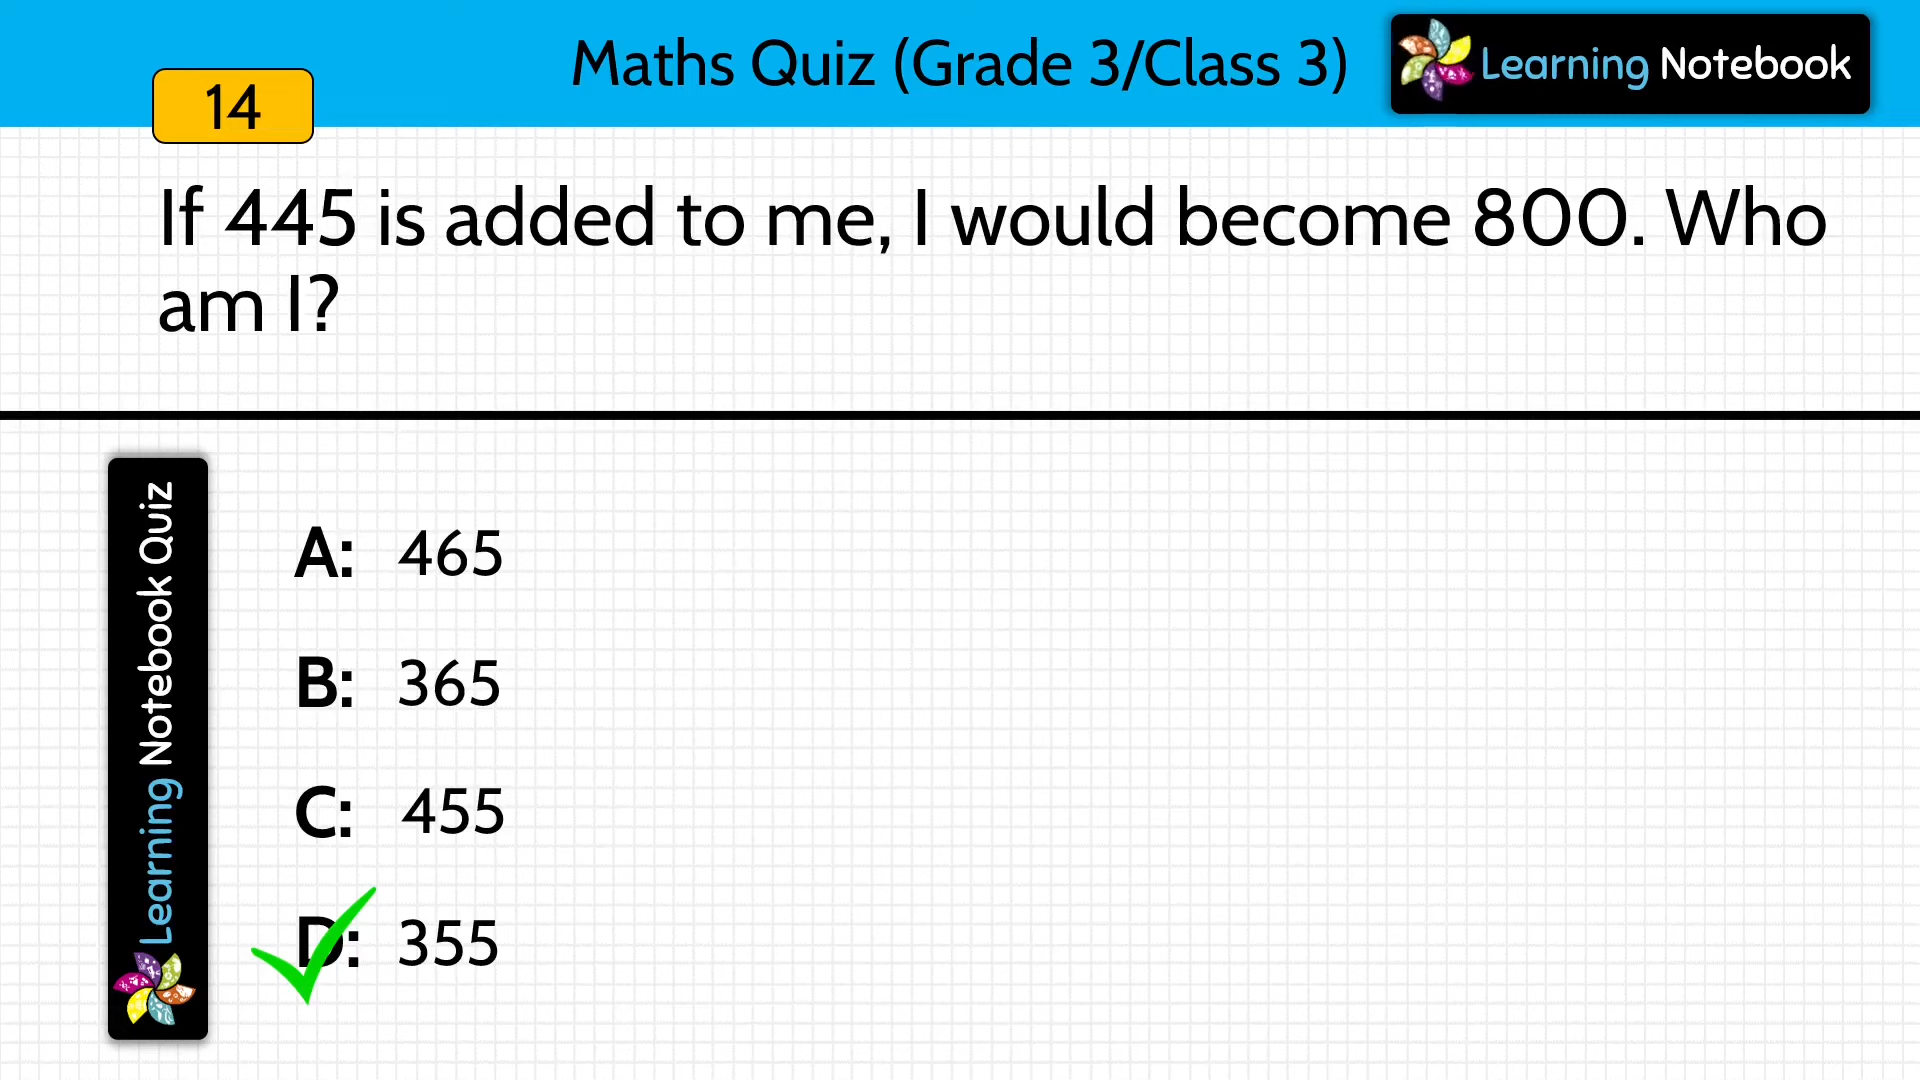 Maths Quiz (Grade 3/Class 3)
Learning Notebook
14
If 445 is added to me, I would become 800. Who
am I?
Learning Notebook Quiz
A: 465
B: 365
C: 455
D: 355